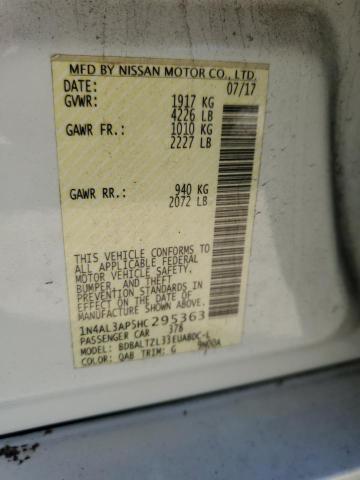 MFD BY NISSAN MOTOR CO., LTD.
DATE: 07/17
GVWR: 1917 KG
4226 LB
GAWR FR.: 1010 KG
2227 LB
GAWR RR.: 940 KG
2072 LB
THIS VEHICLE CONFORMS TO
ALL APPLICABLE FEDERAL
MOTOR VEHICLE SAFETY,
BUMPER, AND THEFT
PREVENTION STANDARDS IN
EFFECT ON THE DATE OF
MANUFACTURE SHOWN ABOVE.
1N4AL3AP5HC295363
PASSENGER CAR 378
MODEL: BDBALTZL33EUABDC-L
COLOR: QAB TRIM: G